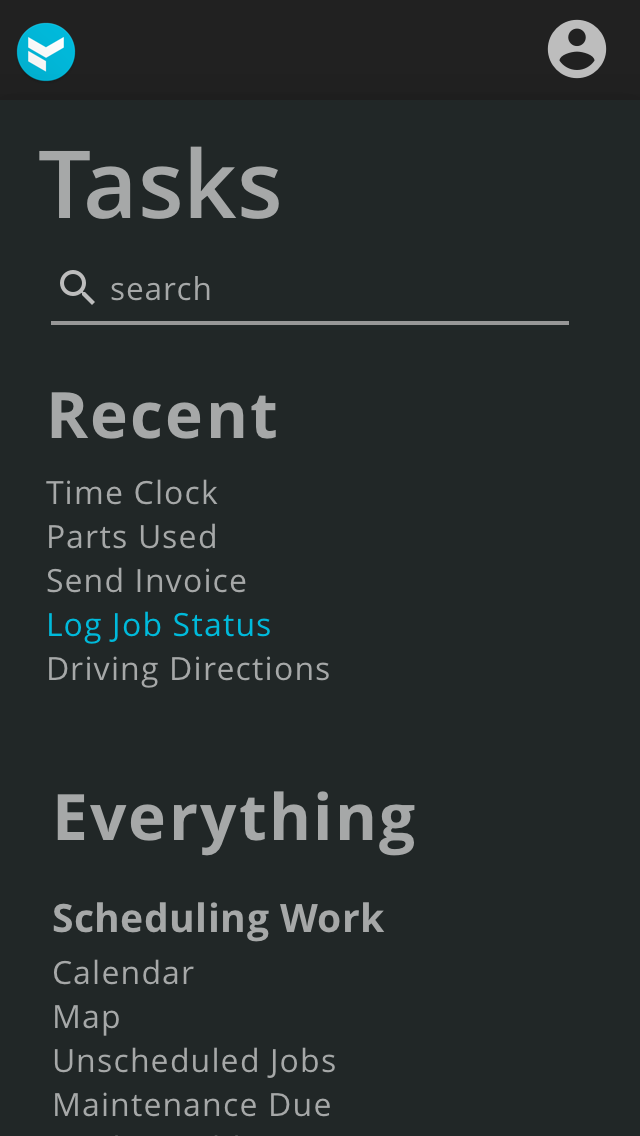 Tasks
search
Recent
Time Clock
Parts Used
Send Invoice
Log Job Status
Driving Directions
Everything
Scheduling Work
Calendar
Map
Unscheduled Jobs
Maintenance Due